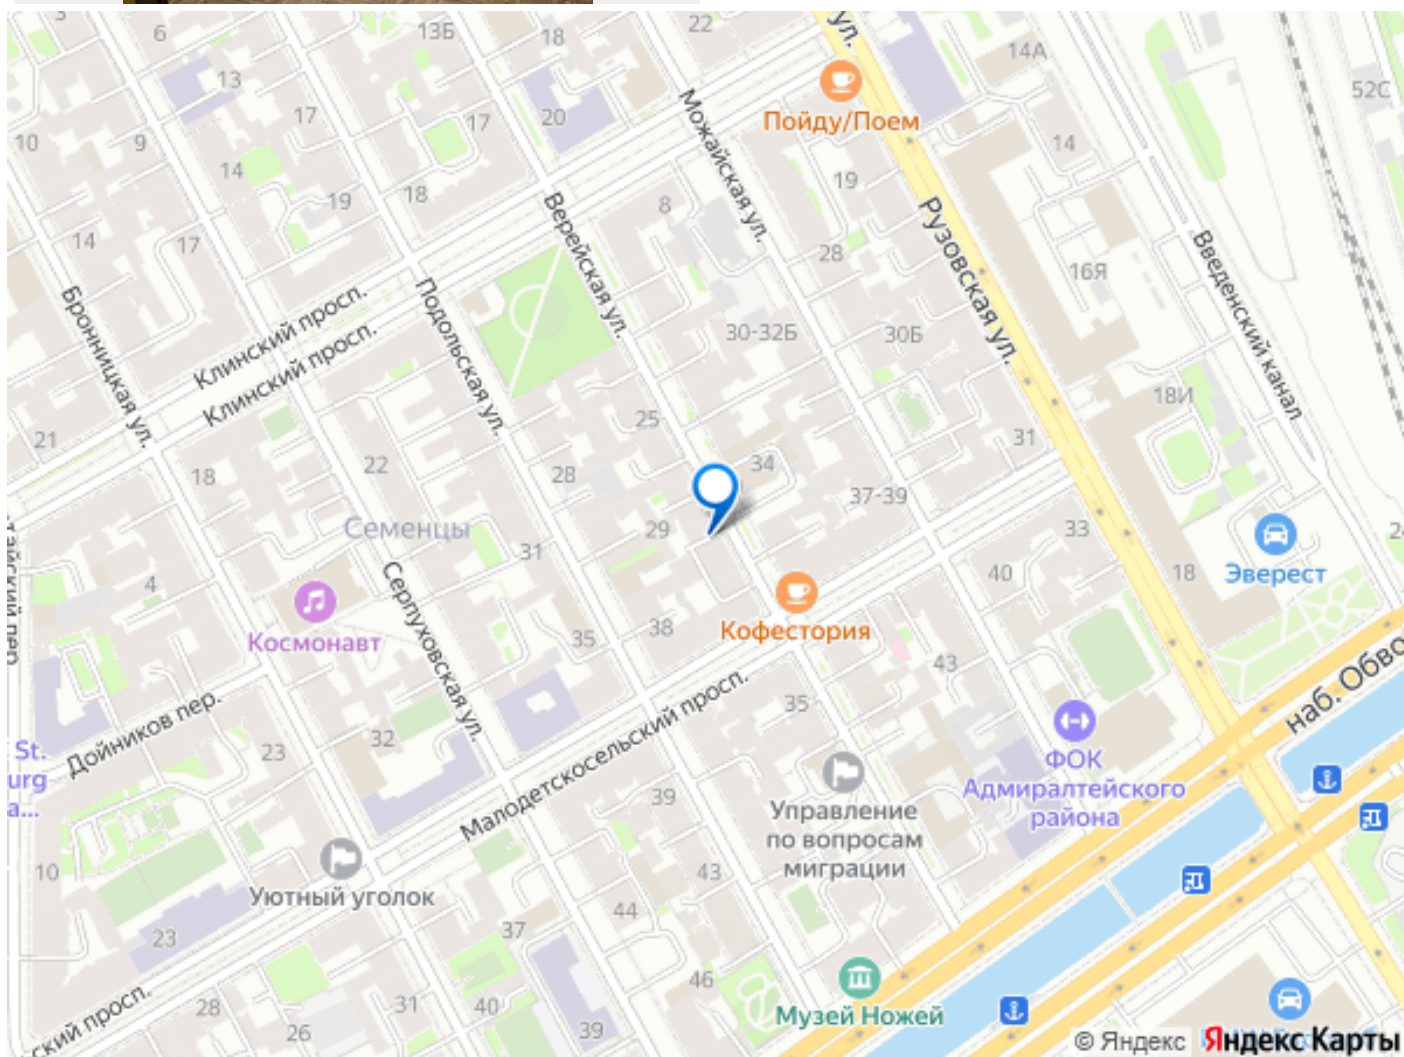 3
6
13Б
18
22
ул.
14А
52С
13
Пойду/Поем
20
17
17
10
9
14
Можайская ул.
14
19
18
19
8
Верейская ул.
Рузовская ул.
Введенский канал
14
17
28
16Я
Бронницкая ул.
Подольская ул.
Клинский просп.
Клинский просп.
30-32Б
30Б
18И
25
21
31
18
22
28
34
37-39
Семенцы
29
31
33
4
Серпуховская ул.
40
18
Эверест
Космонавт
Кофестория
35
38
43
наб. Обво
Дойников пер.
Малодетскосельский просп.
35
St.
urg
a...
23
32
ФОК
Адмиралтейского
района
39
Управление
по вопросам
миграции
10
43
Уютный уголок
44
23
37
46
Музей Ножей
ский просп.
28
26
31
40
39
© Яндекс
Яндекс Карты